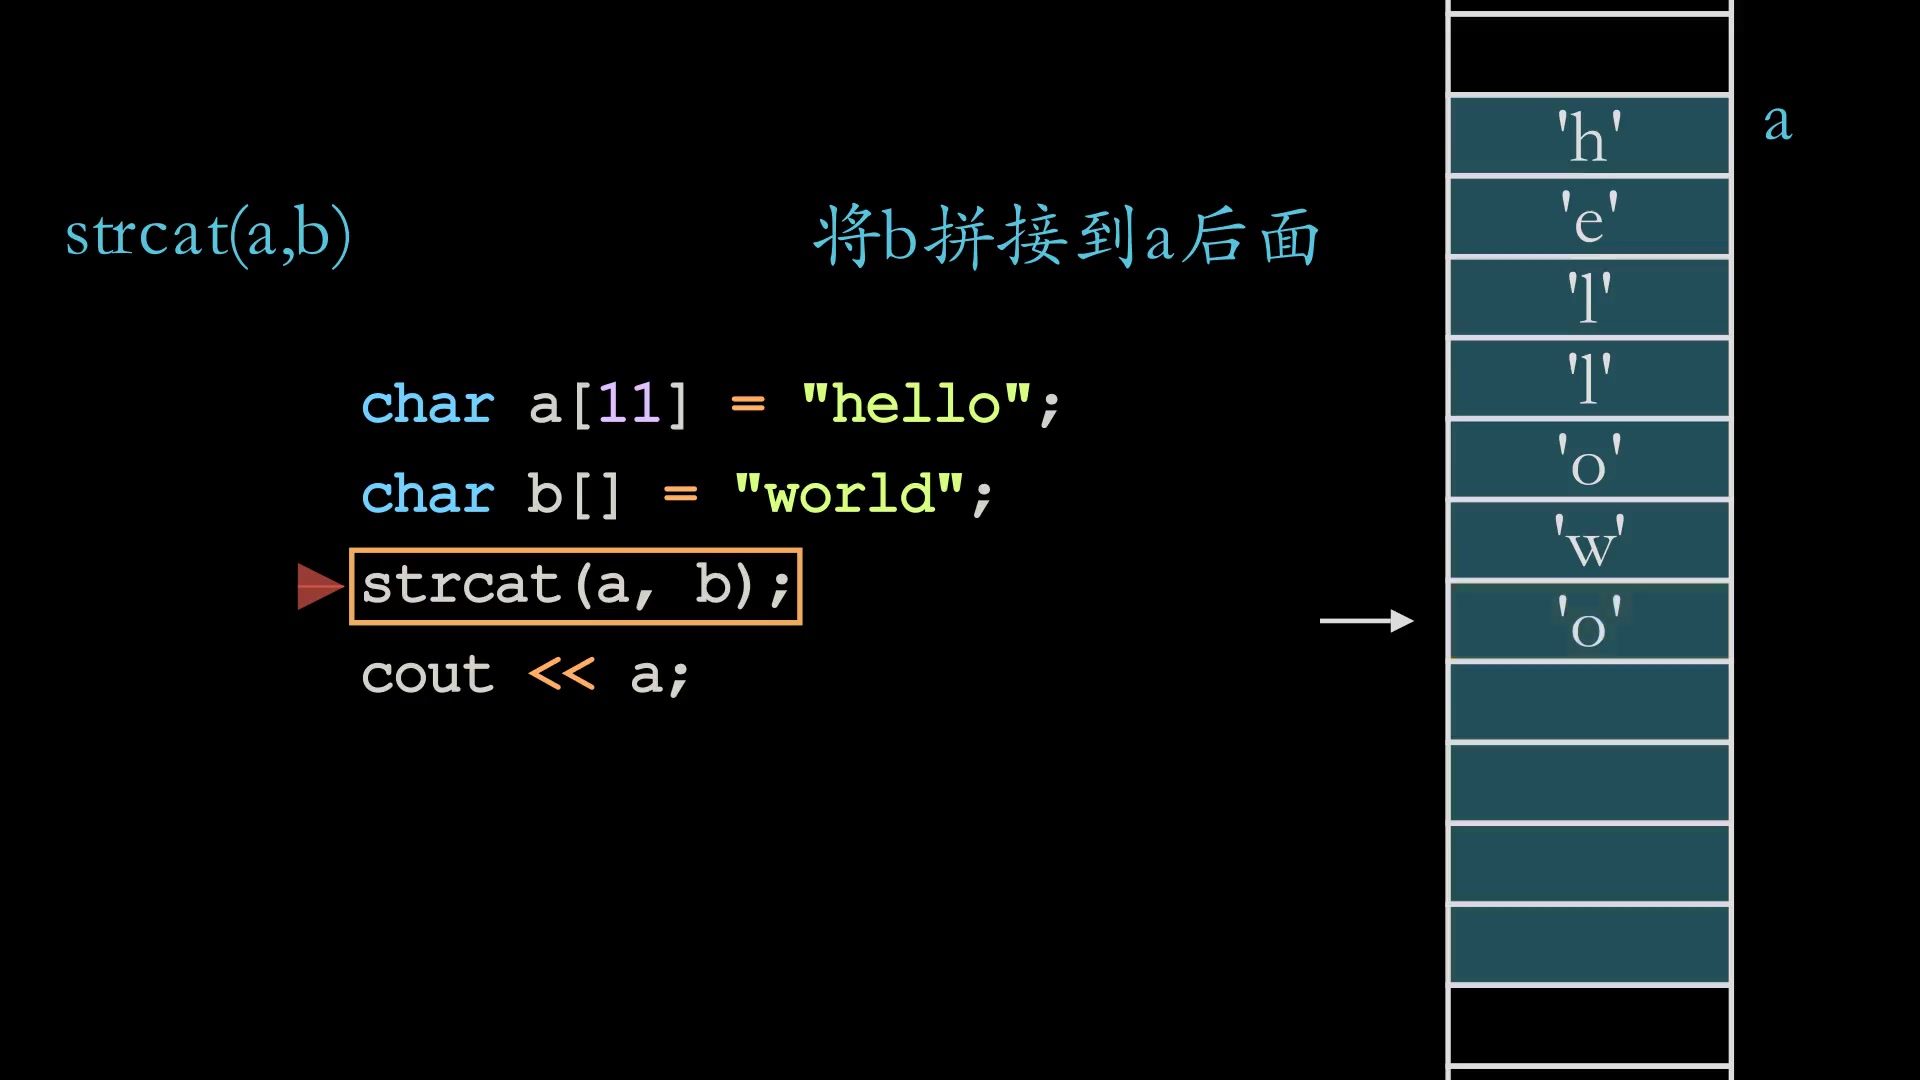 strcat(a,b)
将b拼接到a后面
char a[11] = "hello";
char b[] = "world";
strcat(a, b);
cout << a;
a
'h'
'e'
'l'
'l'
'o'
'w'
'o'